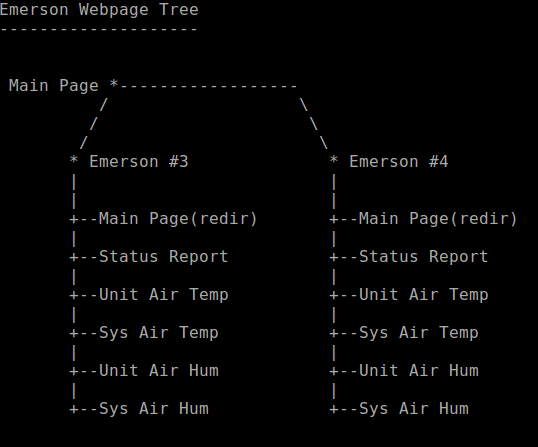 Emerson Webpage Tree
--------------------
Main Page *------------------
/ \
/ \
/ \
* Emerson #3 * Emerson #4
| |
| |
+--Main Page(redir) +--Main Page(redir)
| |
+--Status Report +--Status Report
| |
+--Unit Air Temp +--Unit Air Temp
| |
+--Sys Air Temp +--Sys Air Temp
| |
+--Unit Air Hum +--Unit Air Hum
| |
+--Sys Air Hum +--Sys Air Hum